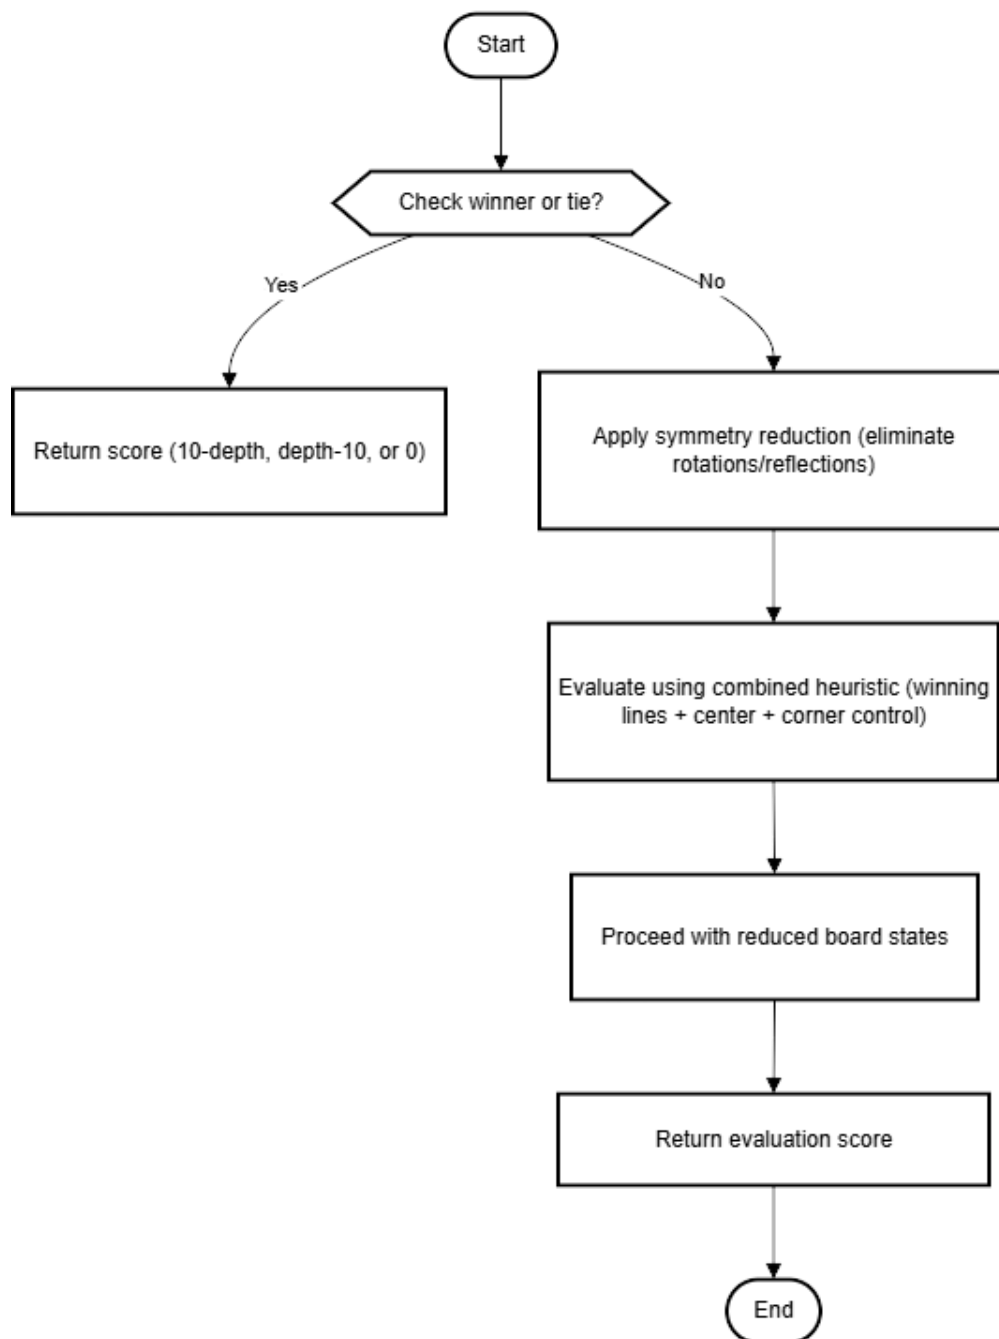 Start
Check winner or tie?
Yes
No
Return score (10-depth, depth-10, or 0)
Apply symmetry reduction (eliminate
rotations/reflections)
Evaluate using combined heuristic (winning
lines + center + corner control)
Proceed with reduced board states
Return evaluation score
End